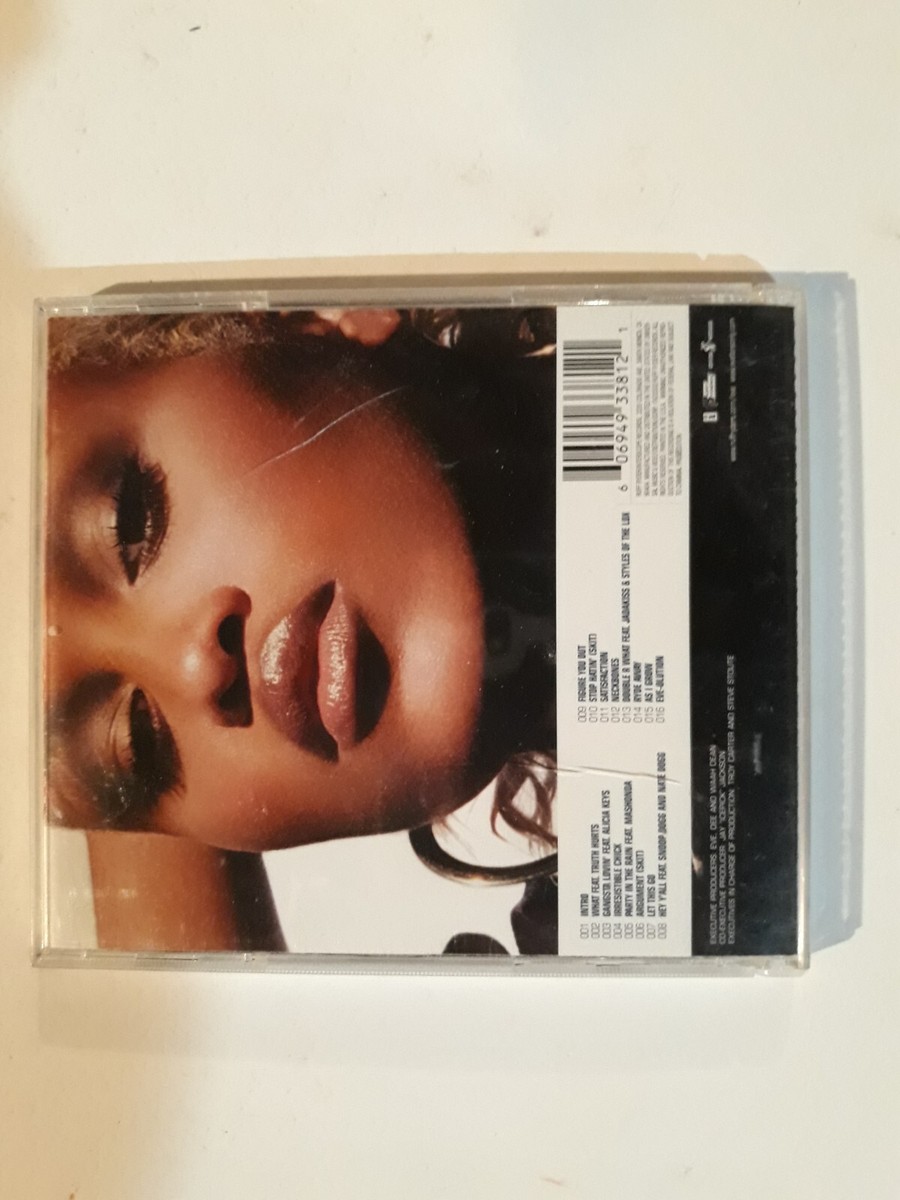 001 INTRO
002 WHAT FEAT. TRUTH HURTS
003 GANGSTA LOVIN' FEAT. ALICIA KEYS
004 IRRESISTIBLE CHICK
005 PARTY IN THE RAIN FEAT. MASHONDA
006 ARGUMENT (SKIT)
007 LET THIS GO
008 HEY Y'ALL FEAT. SNOOP DOGG AND NATE DOGG
009 FIGURE YOU OUT
010 STOP HATIN' (SKIT)
011 SATISFACTION
012 NECKBONES
013 DOUBLE R WHAT FEAT. JADAKISS & STYLES OF THE LOX
014 RYDE AWAY
015 AS I GROW
016 EVE-OLUTION
6 06949 33812 1
EXECUTIVE PRODUCERS: EVE, DEE AND WAAH DEAN
CO-EXECUTIVE PRODUCER: JAY "ICEPICK" JACKSON
EXECUTIVES IN CHARGE OF PRODUCTION: TROY CARTER AND STEVE STOUTE